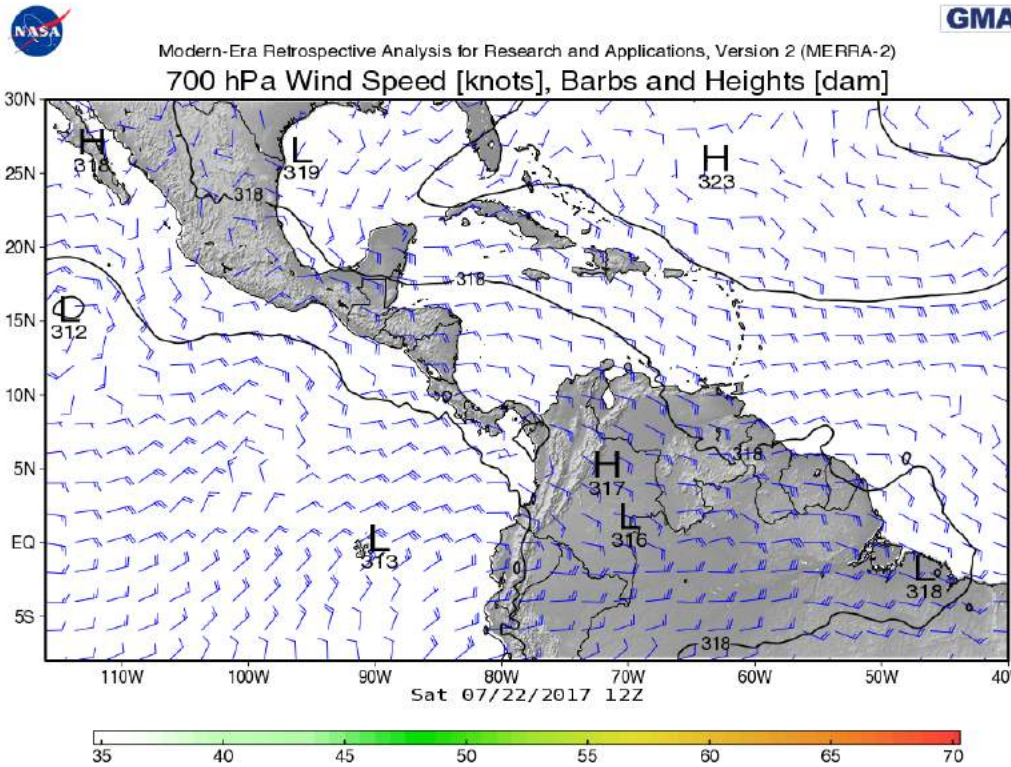 NASA
GMA
Modern-Era Retrospective Analysis for Research and Applications, Version 2 (MERRA-2)
700 hPa Wind Speed [knots], Barbs and Heights [dam]
30N
25N
20N
15N
10N
5N
EQ
5S
H
318
L
319
H
323
318
318
L
312
318
H
317
L
316
L
313
L
318
318
0
0
0
110W
100W
90W
80W
70W
60W
50W
40
Sat 07/22/2017 12Z
35
40
45
50
55
60
65
70